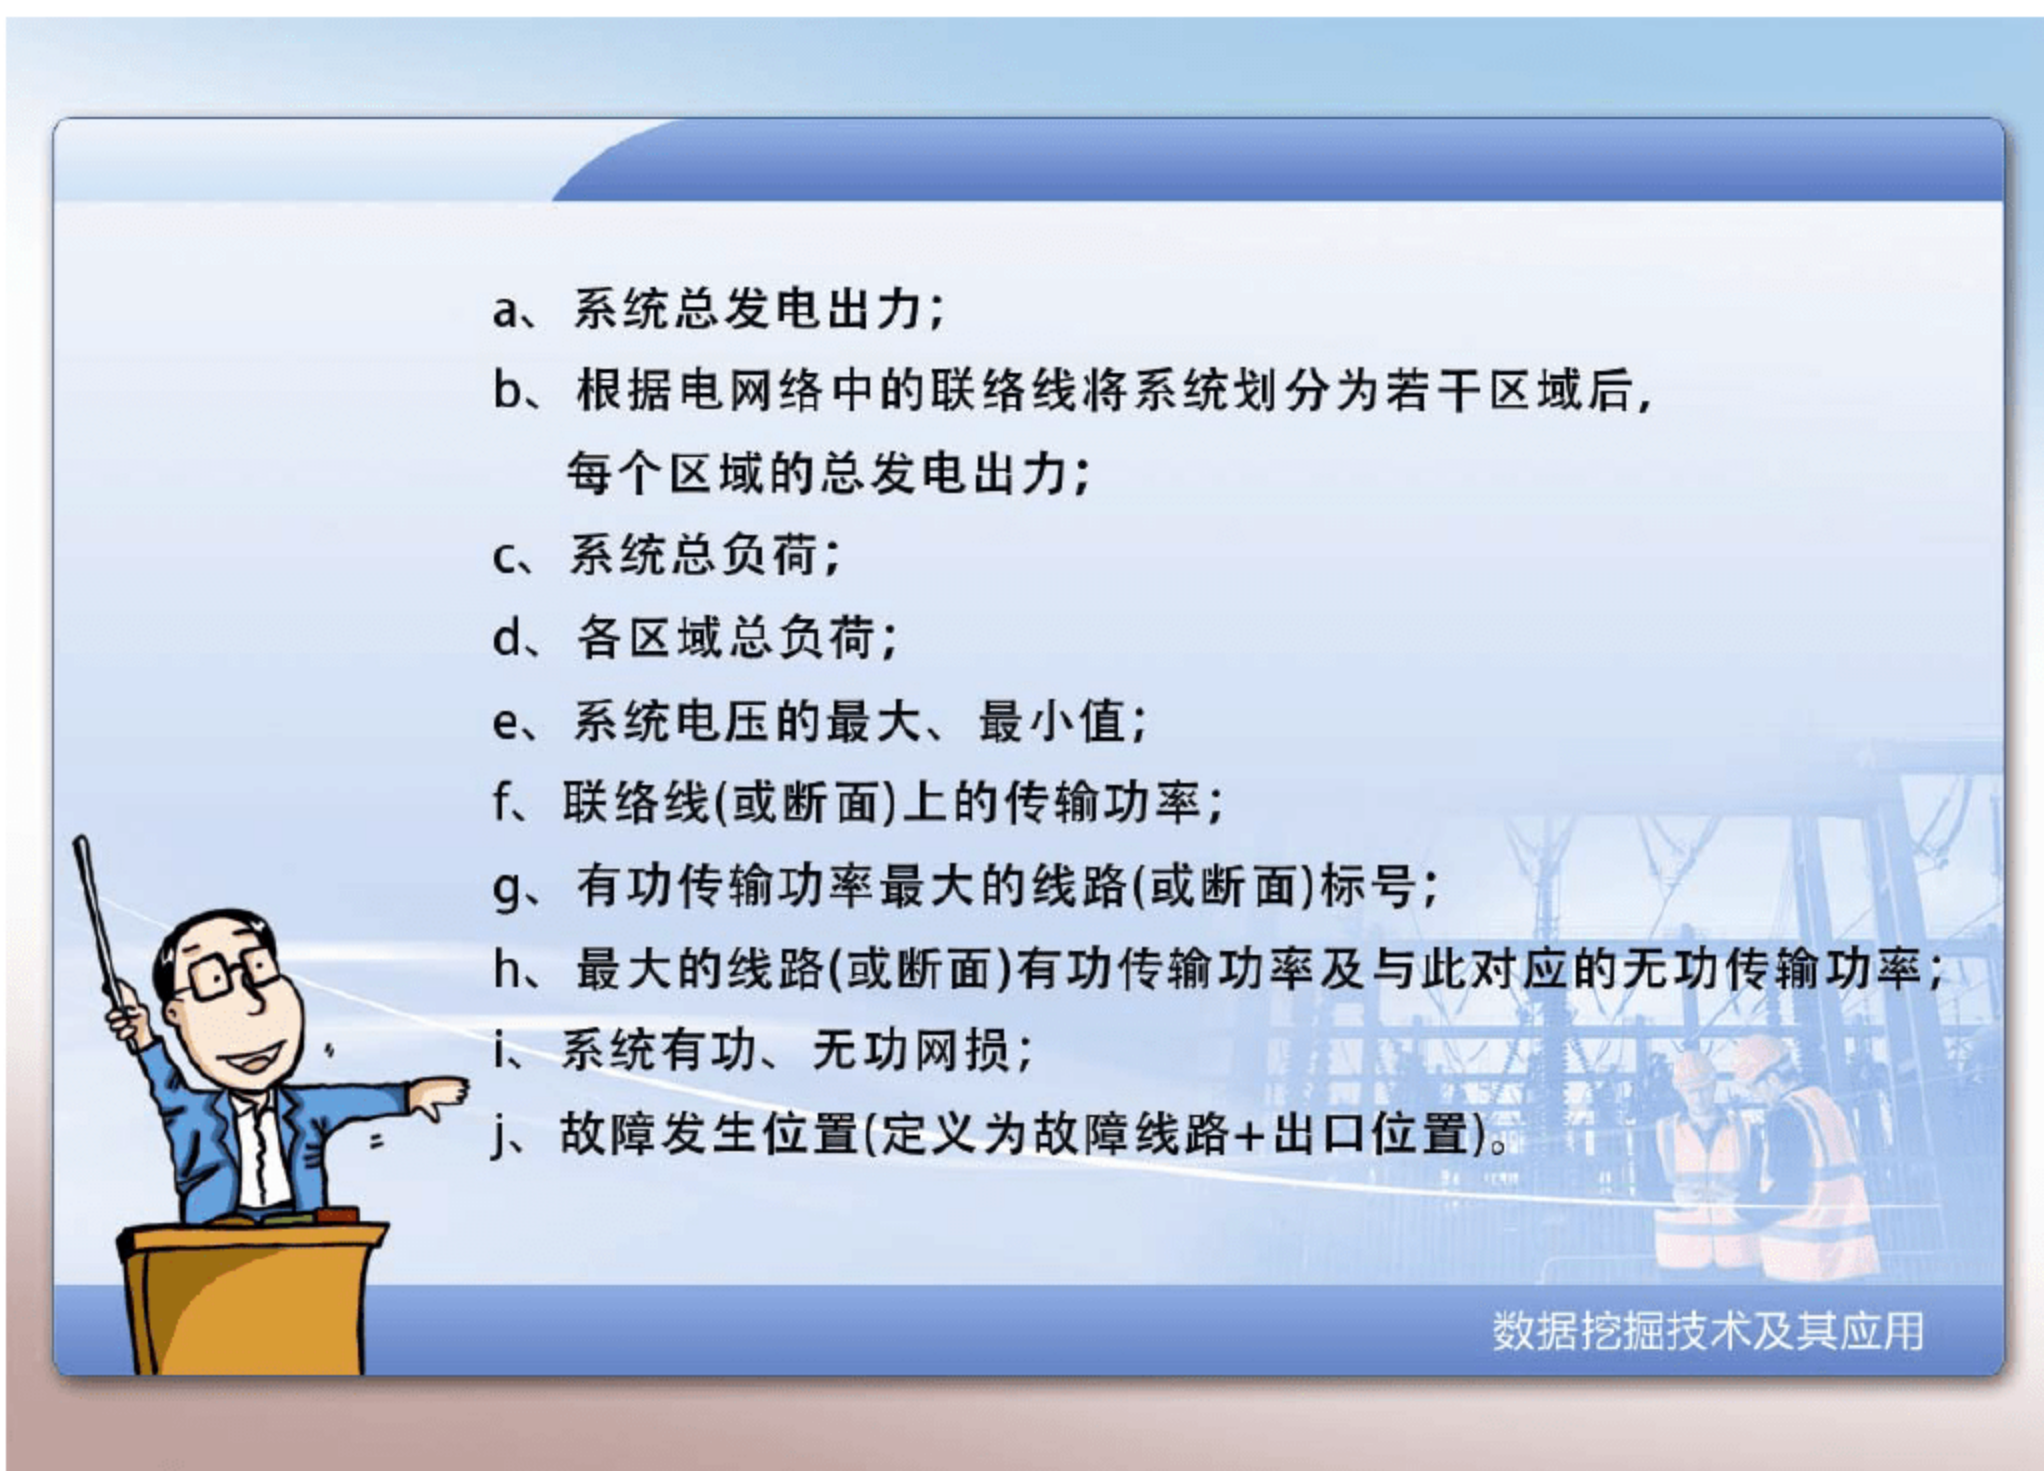 a、系统总发电出力；
b、根据电网络中的联络线将系统划分为若干区域后，
每个区域的总发电出力；
c、系统总负荷；
d、各区域总负荷；
e、系统电压的最大、最小值；
f、联络线(或断面)上的传输功率；
g、有功传输功率最大的线路(或断面)标号；
h、最大的线路(或断面)有功传输功率及与此对应的无功传输功率；
i、系统有功、无功网损；
j、故障发生位置(定义为故障线路+出口位置)。
数据挖掘技术及其应用